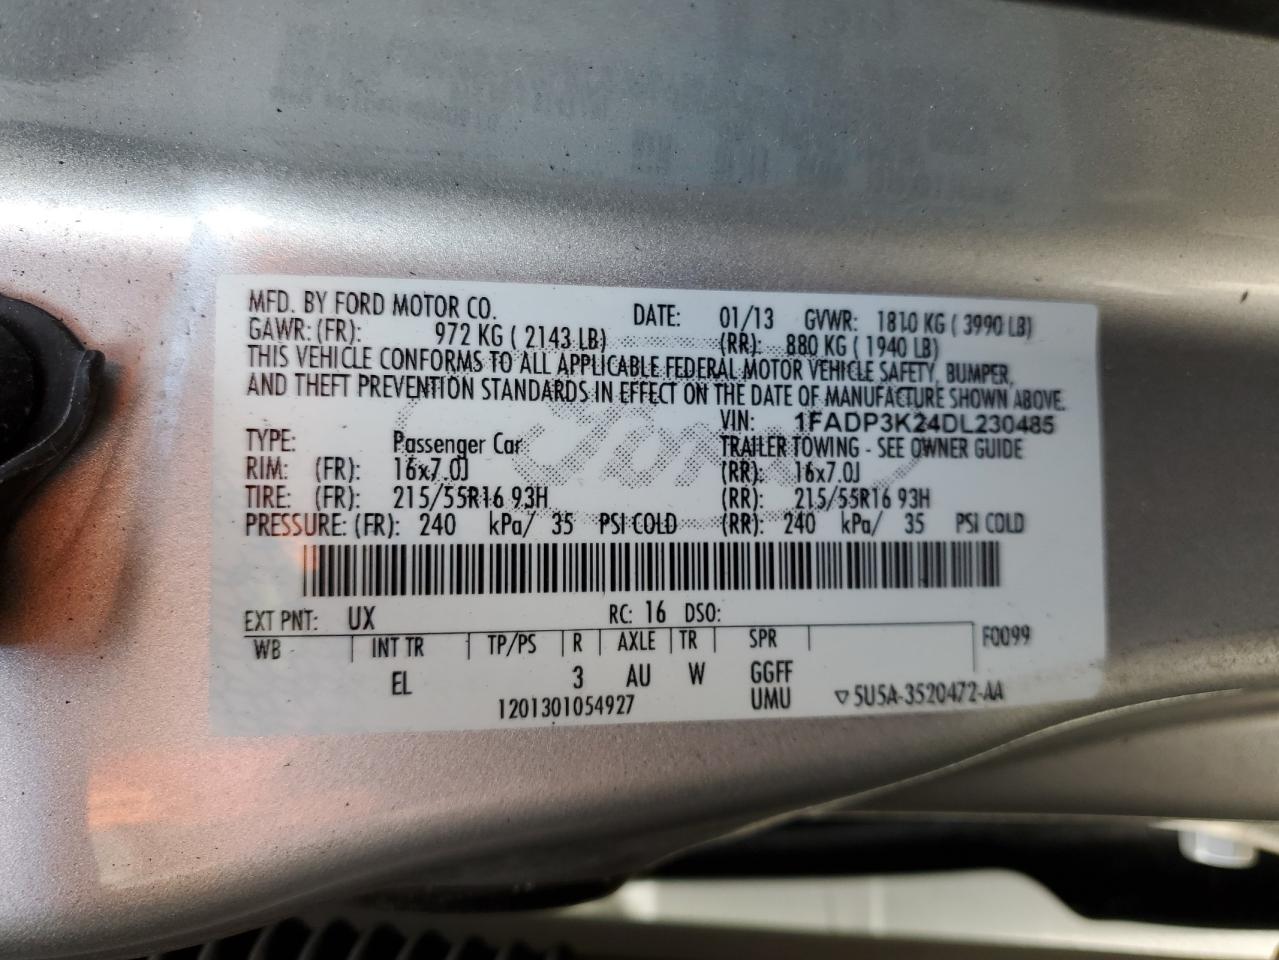 MFD. BY FORD MOTOR CO. DATE: 01/13 GVWR: 1810 KG ( 3990 LB)
GAWR: (FR): 972 KG ( 2143 LB) (RR): 880 KG ( 1940 LB)
THIS VEHICLE CONFORMS TO ALL APPLICABLE FEDERAL MOTOR VEHICLE SAFETY, BUMPER,
AND THEFT PREVENTION STANDARDS IN EFFECT ON THE DATE OF MANUFACTURE SHOWN ABOVE.
VIN: 1FADP3K24DL230485
TYPE: Passenger Car TRAILER TOWING - SEE OWNER GUIDE
RIM: (FR): 16x7.0J (RR): 16x7.0J
TIRE: (FR): 215/55R16 93H (RR): 215/55R16 93H
PRESSURE: (FR): 240 kPa/ 35 PSI COLD (RR): 240 kPa/ 35 PSI COLD
EXT PNT: UX RC: 16 DSO:
WB INT TR TP/PS R AXLE TR SPR F0099
EL 3 AU W GGFF
1201301054927 UMU ▽5U5A-3520472-AA
Ford